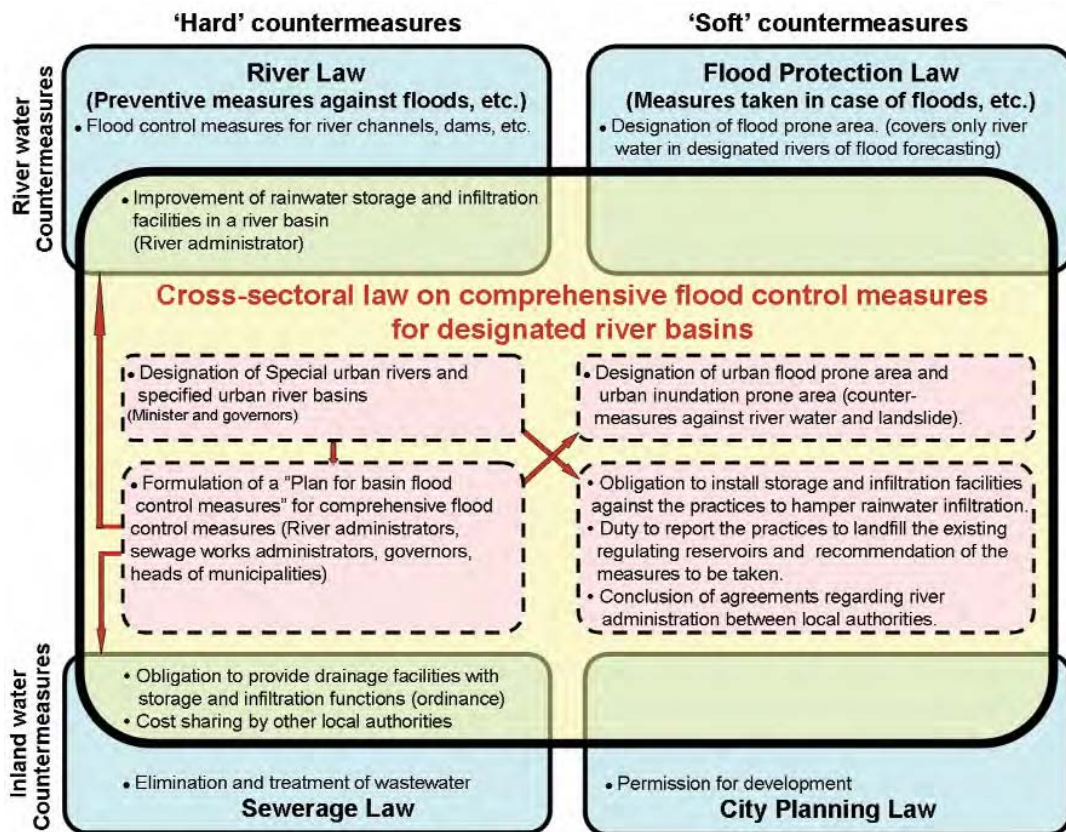 'Hard' countermeasures
'Soft' countermeasures
River water
Countermeasures
River Law
(Preventive measures against floods, etc.)
• Flood control measures for river channels, dams, etc.
Flood Protection Law
(Measures taken in case of floods, etc.)
• Designation of flood prone area. (covers only river
water in designated rivers of flood forecasting)
• Improvement of rainwater storage and infiltration
facilities in a river basin
(River administrator)
Cross-sectoral law on comprehensive flood control measures
for designated river basins
• Designation of Special urban rivers and
specified urban river basins
(Minister and governors)
• Designation of urban flood prone area and
urban inundation prone area (counter-
measures against river water and landslide).
• Formulation of a "Plan for basin flood
control measures" for comprehensive flood
control measures (River administrators,
sewage works administrators, governors,
heads of municipalities)
• Obligation to install storage and infiltration facilities
against the practices to hamper rainwater infiltration.
• Duty to report the practices to landfill the existing
regulating reservoirs and recommendation of the
measures to be taken.
• Conclusion of agreements regarding river
administration between local authorities.
Inland water
Countermeasures
• Obligation to provide drainage facilities with
storage and infiltration functions (ordinance)
• Cost sharing by other local authorities
• Elimination and treatment of wastewater
Sewerage Law
• Permission for development
City Planning Law